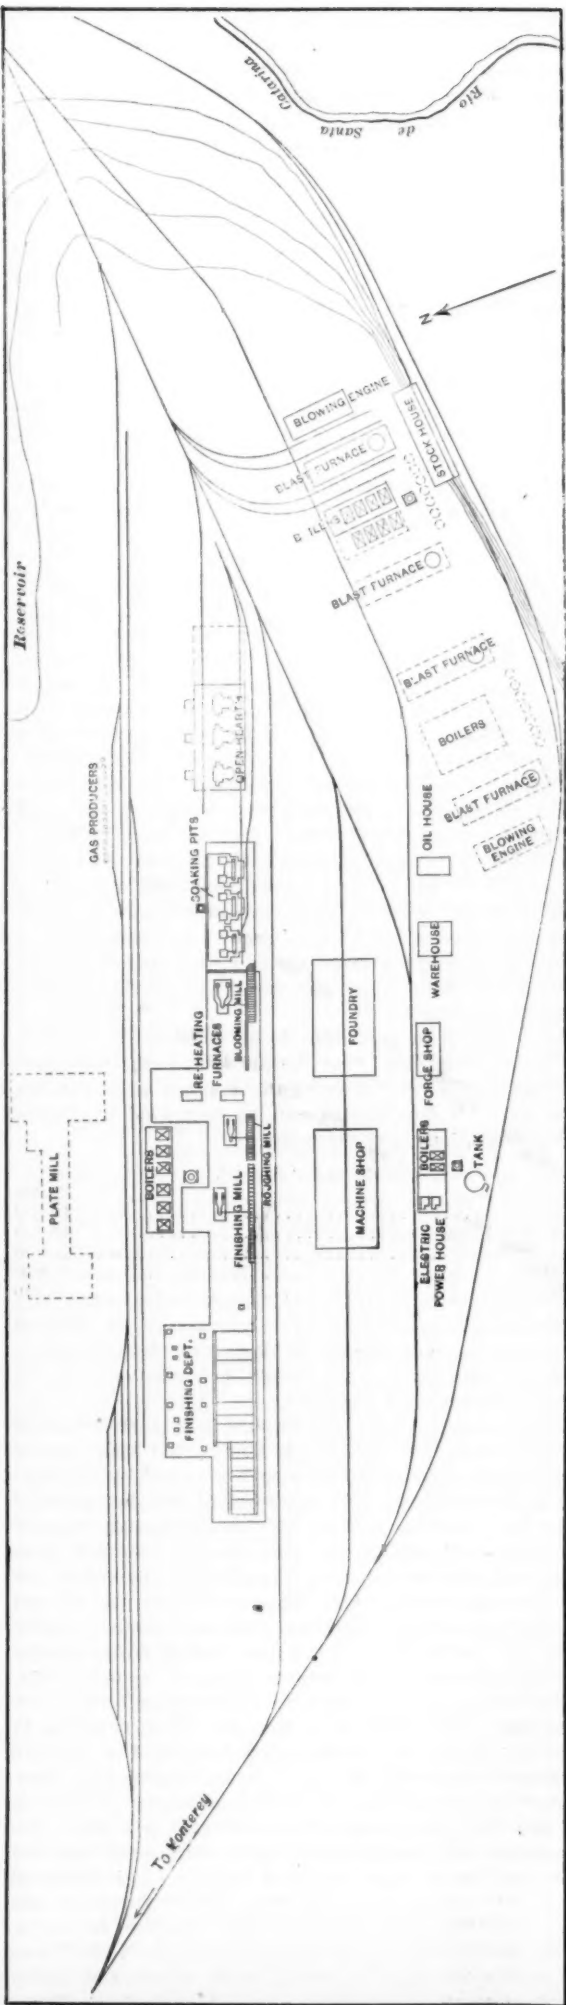 Rio
de Santa
Catarina
N
Reservoir
BLOWING ENGINE
BLAST FURNACE
BOILERS
STOCK HOUSE
BLAST FURNACE
BLAST FURNACE
BOILERS
BLAST FURNACE
BLOWING
ENGINE
OPEN-HEARTH
GAS PRODUCERS
SOAKING PITS
OIL HOUSE
WAREHOUSE
FOUNDRY
BLOOMING MILL
RE-HEATING
FURNACES
FORGE SHOP
PLATE MILL
BOILERS
ROUGHING MILL
FINISHING MILL
MACHINE SHOP
BOILERS
TANK
ELECTRIC
POWER HOUSE
FINISHING DEPT.
To Monterey